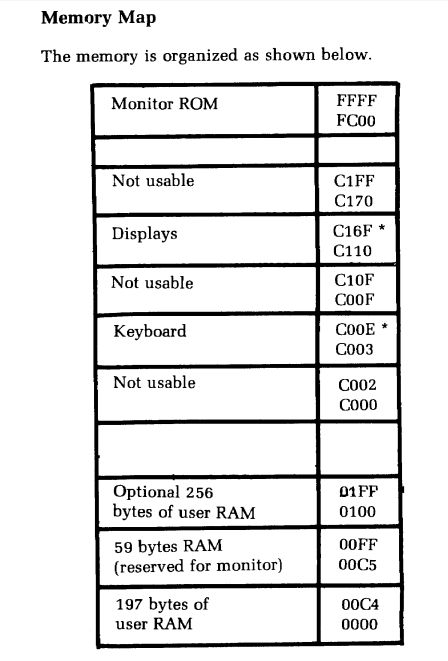 Memory Map
The memory is organized as shown below.
Monitor ROM FFFF
FC00
Not usable C1FF
C170
Displays C16F *
C110
Not usable C10F
C00F
Keyboard C00E *
C003
Not usable C002
C000
Optional 256 01FF
bytes of user RAM 0100
59 bytes RAM 00FF
(reserved for monitor) 00C5
197 bytes of 00C4
user RAM 0000